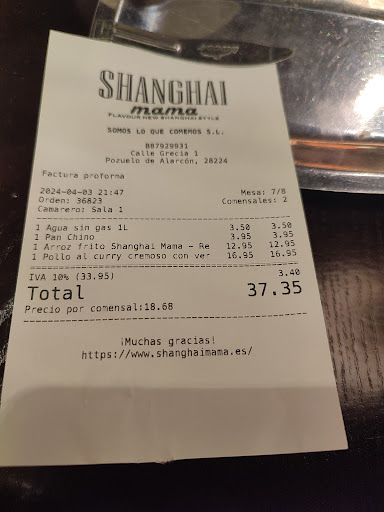 SHANGHAI
mama
FLAVOUR NEW SHANGHAI STYLE
SOMOS LO QUE COMEMOS S.L.
B87929931
Calle Grecia 1
Pozuelo de Alarcón, 28224
Factura proforma
2024-04-03 21:47 Mesa: 7/8
Orden: 36823 Comensales: 2
Camarero: Sala 1
1 Agua sin gas 1L 3.50 3.50
1 Pan Chino 3.95 3.95
1 Arroz frito Shanghai Mama - Re 12.95 12.95
1 Pollo al curry cremoso con ver 16.95 16.95
IVA 10% (33.95) 3.40
Total 37.35
Precio por comensal:18.68
¡Muchas gracias!
https://www.shanghaimama.es/